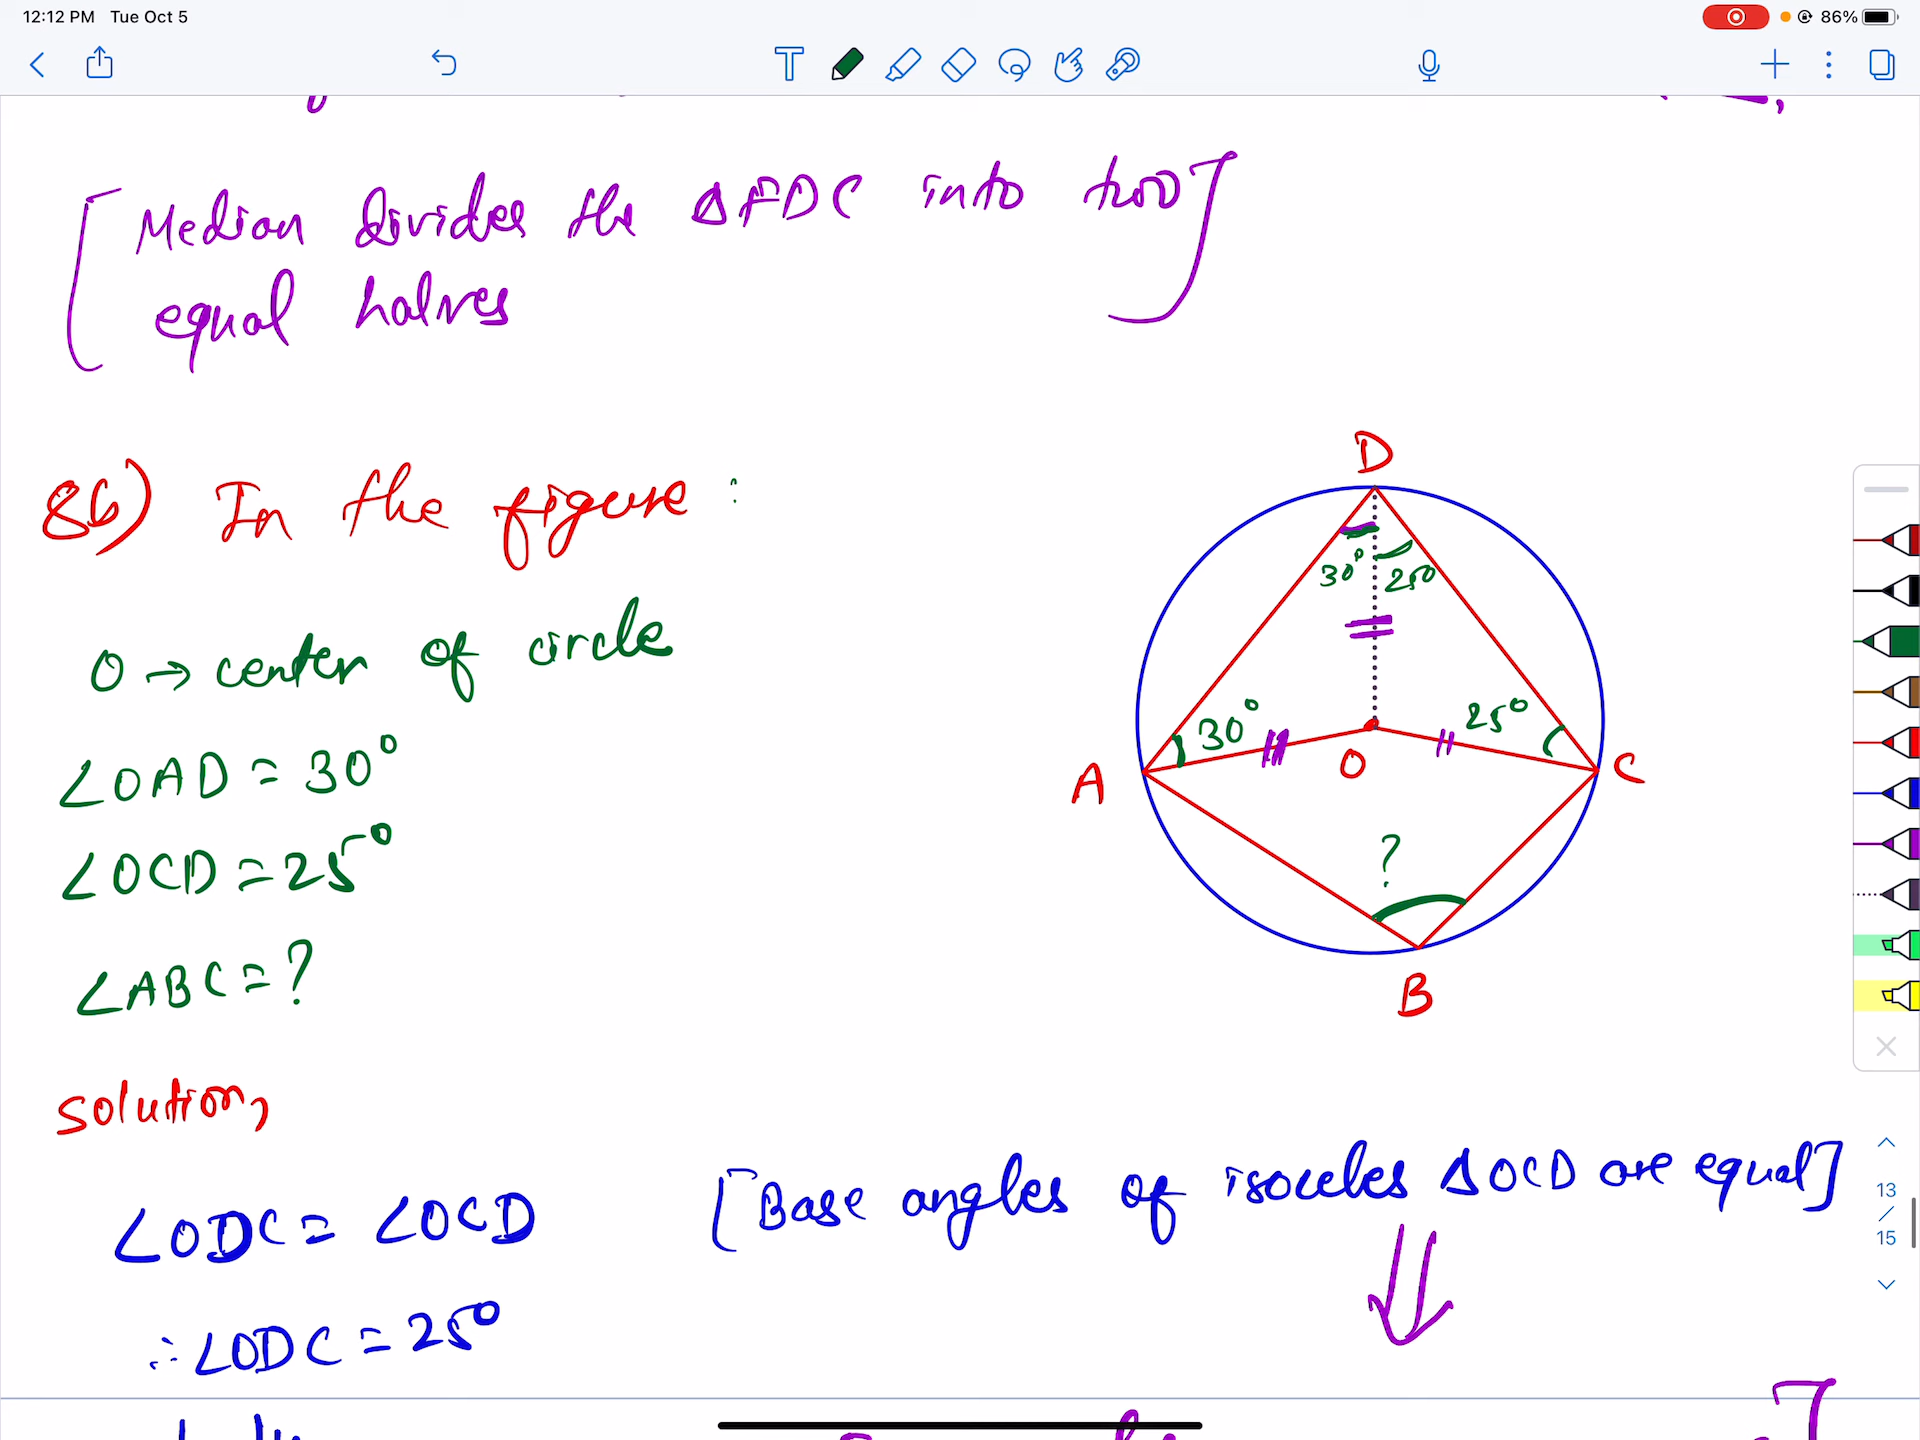 12:12 PM Tue Oct 5
86%
T
[Median divides the ΔFDC into two
equal halves]
86) In the figure :
O → center of circle
∠OAD = 30°
∠OCD = 25°
∠ABC = ?
D
30° 25°
30° 25°
A O C
?
B
solution,
∠ODC = ∠OCD [Base angles of isoceles ΔOCD are equal]
∴ ∠ODC = 25°
13
/
15